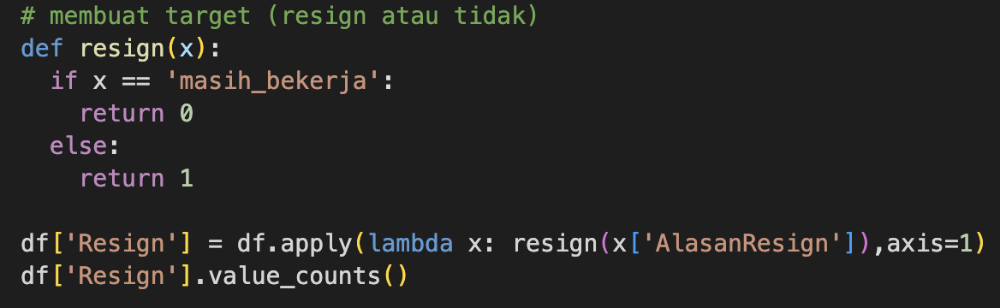 # membuat target (resign atau tidak)
def resign(x):
  if x == 'masih_bekerja':
    return 0
  else:
    return 1

df['Resign'] = df.apply(lambda x: resign(x['AlasanResign']),axis=1)
df['Resign'].value_counts()